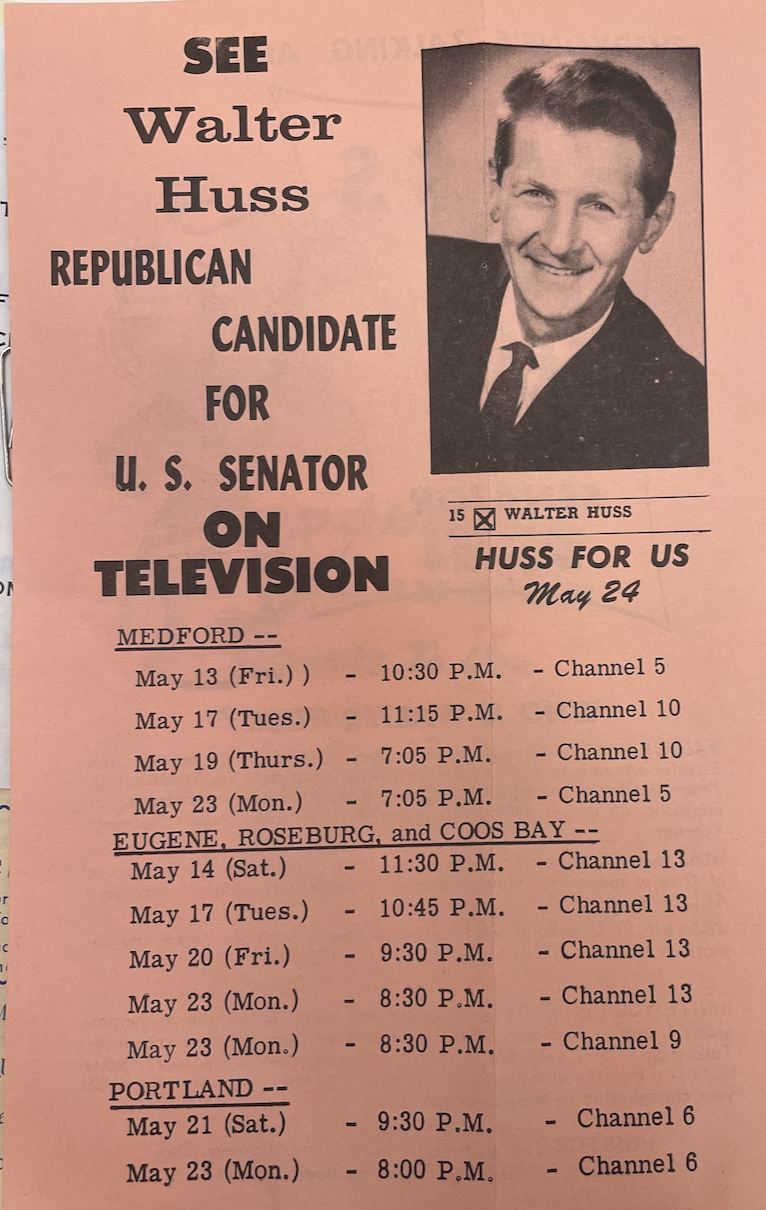 SEE
Walter
Huss
REPUBLICAN
CANDIDATE
FOR
U. S. SENATOR
ON
TELEVISION
15 ☒ WALTER HUSS
HUSS FOR US
May 24
MEDFORD --
May 13 (Fri.) ) - 10:30 P.M. - Channel 5
May 17 (Tues.) - 11:15 P.M. - Channel 10
May 19 (Thurs.) - 7:05 P.M. - Channel 10
May 23 (Mon.) - 7:05 P.M. - Channel 5
EUGENE, ROSEBURG, and COOS BAY --
May 14 (Sat.) - 11:30 P.M. - Channel 13
May 17 (Tues.) - 10:45 P.M. - Channel 13
May 20 (Fri.) - 9:30 P.M. - Channel 13
May 23 (Mon.) - 8:30 P.M. - Channel 13
May 23 (Mon.) - 8:30 P.M. - Channel 9
PORTLAND --
May 21 (Sat.) - 9:30 P.M. - Channel 6
May 23 (Mon.) - 8:00 P.M. - Channel 6